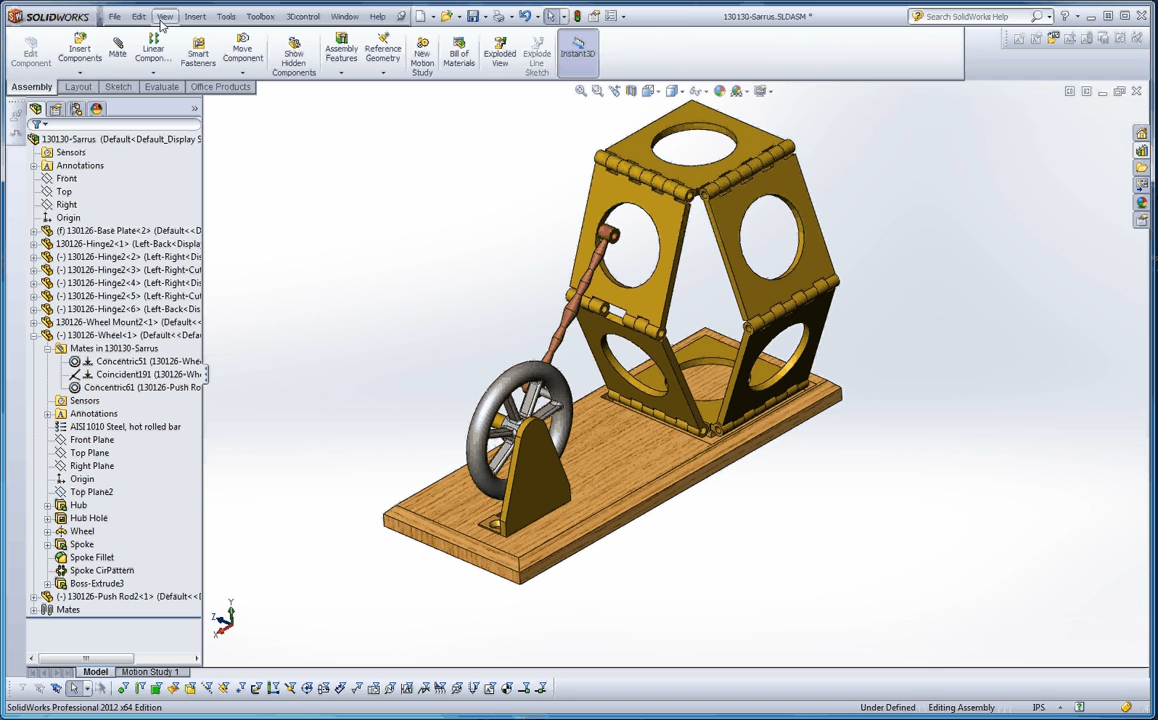 SOLIDWORKS File Edit View Insert Tools Toolbox 3Dcontrol Window Help 130130-Sarrus.SLDASM * Search SolidWorks Help
Edit Component
Insert Components
Mate
Linear Compon...
Smart Fasteners
Move Component
Show Hidden Components
Assembly Features
Reference Geometry
New Motion Study
Bill of Materials
Exploded View
Explode Line Sketch
Instant3D
Assembly Layout Sketch Evaluate Office Products
130130-Sarrus (Default<Default_Display S
Sensors
Annotations
Front
Top
Right
Origin
(f) 130126-Base Plate<2> (Default<<D
130126-Hinge2<1> (Left-Back<Display
(-) 130126-Hinge2<2> (Left-Right<Dis
(-) 130126-Hinge2<3> (Left-Right-Cut
(-) 130126-Hinge2<4> (Left-Right<Dis
(-) 130126-Hinge2<5> (Left-Right-Cut
(-) 130126-Hinge2<6> (Left-Back<Dis
130126-Wheel Mount2<1> (Default<
(-) 130126-Wheel<1> (Default<<Defa
Mates in 130130-Sarrus
Concentric51 (130126-Whe
Coincident191 (130126-Wh
Concentric61 (130126-Push Ro
Sensors
Annotations
AISI 1010 Steel, hot rolled bar
Front Plane
Top Plane
Right Plane
Origin
Top Plane2
Hub
Hub Hole
Wheel
Spoke
Spoke Fillet
Spoke CirPattern
Boss-Extrude3
(-) 130126-Push Rod2<1> (Default<<D
Mates
Y
Z
X
Model Motion Study 1
SolidWorks Professional 2012 x64 Edition Under Defined Editing Assembly IPS